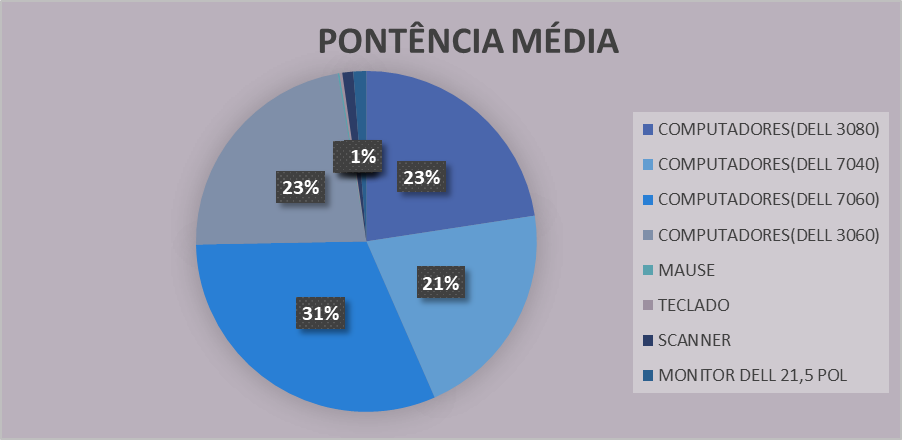 PONTÊNCIA MÉDIA
1%
23%
23%
21%
31%
COMPUTADORES(DELL 3080)
COMPUTADORES(DELL 7040)
COMPUTADORES(DELL 7060)
COMPUTADORES(DELL 3060)
MAUSE
TECLADO
SCANNER
MONITOR DELL 21,5 POL